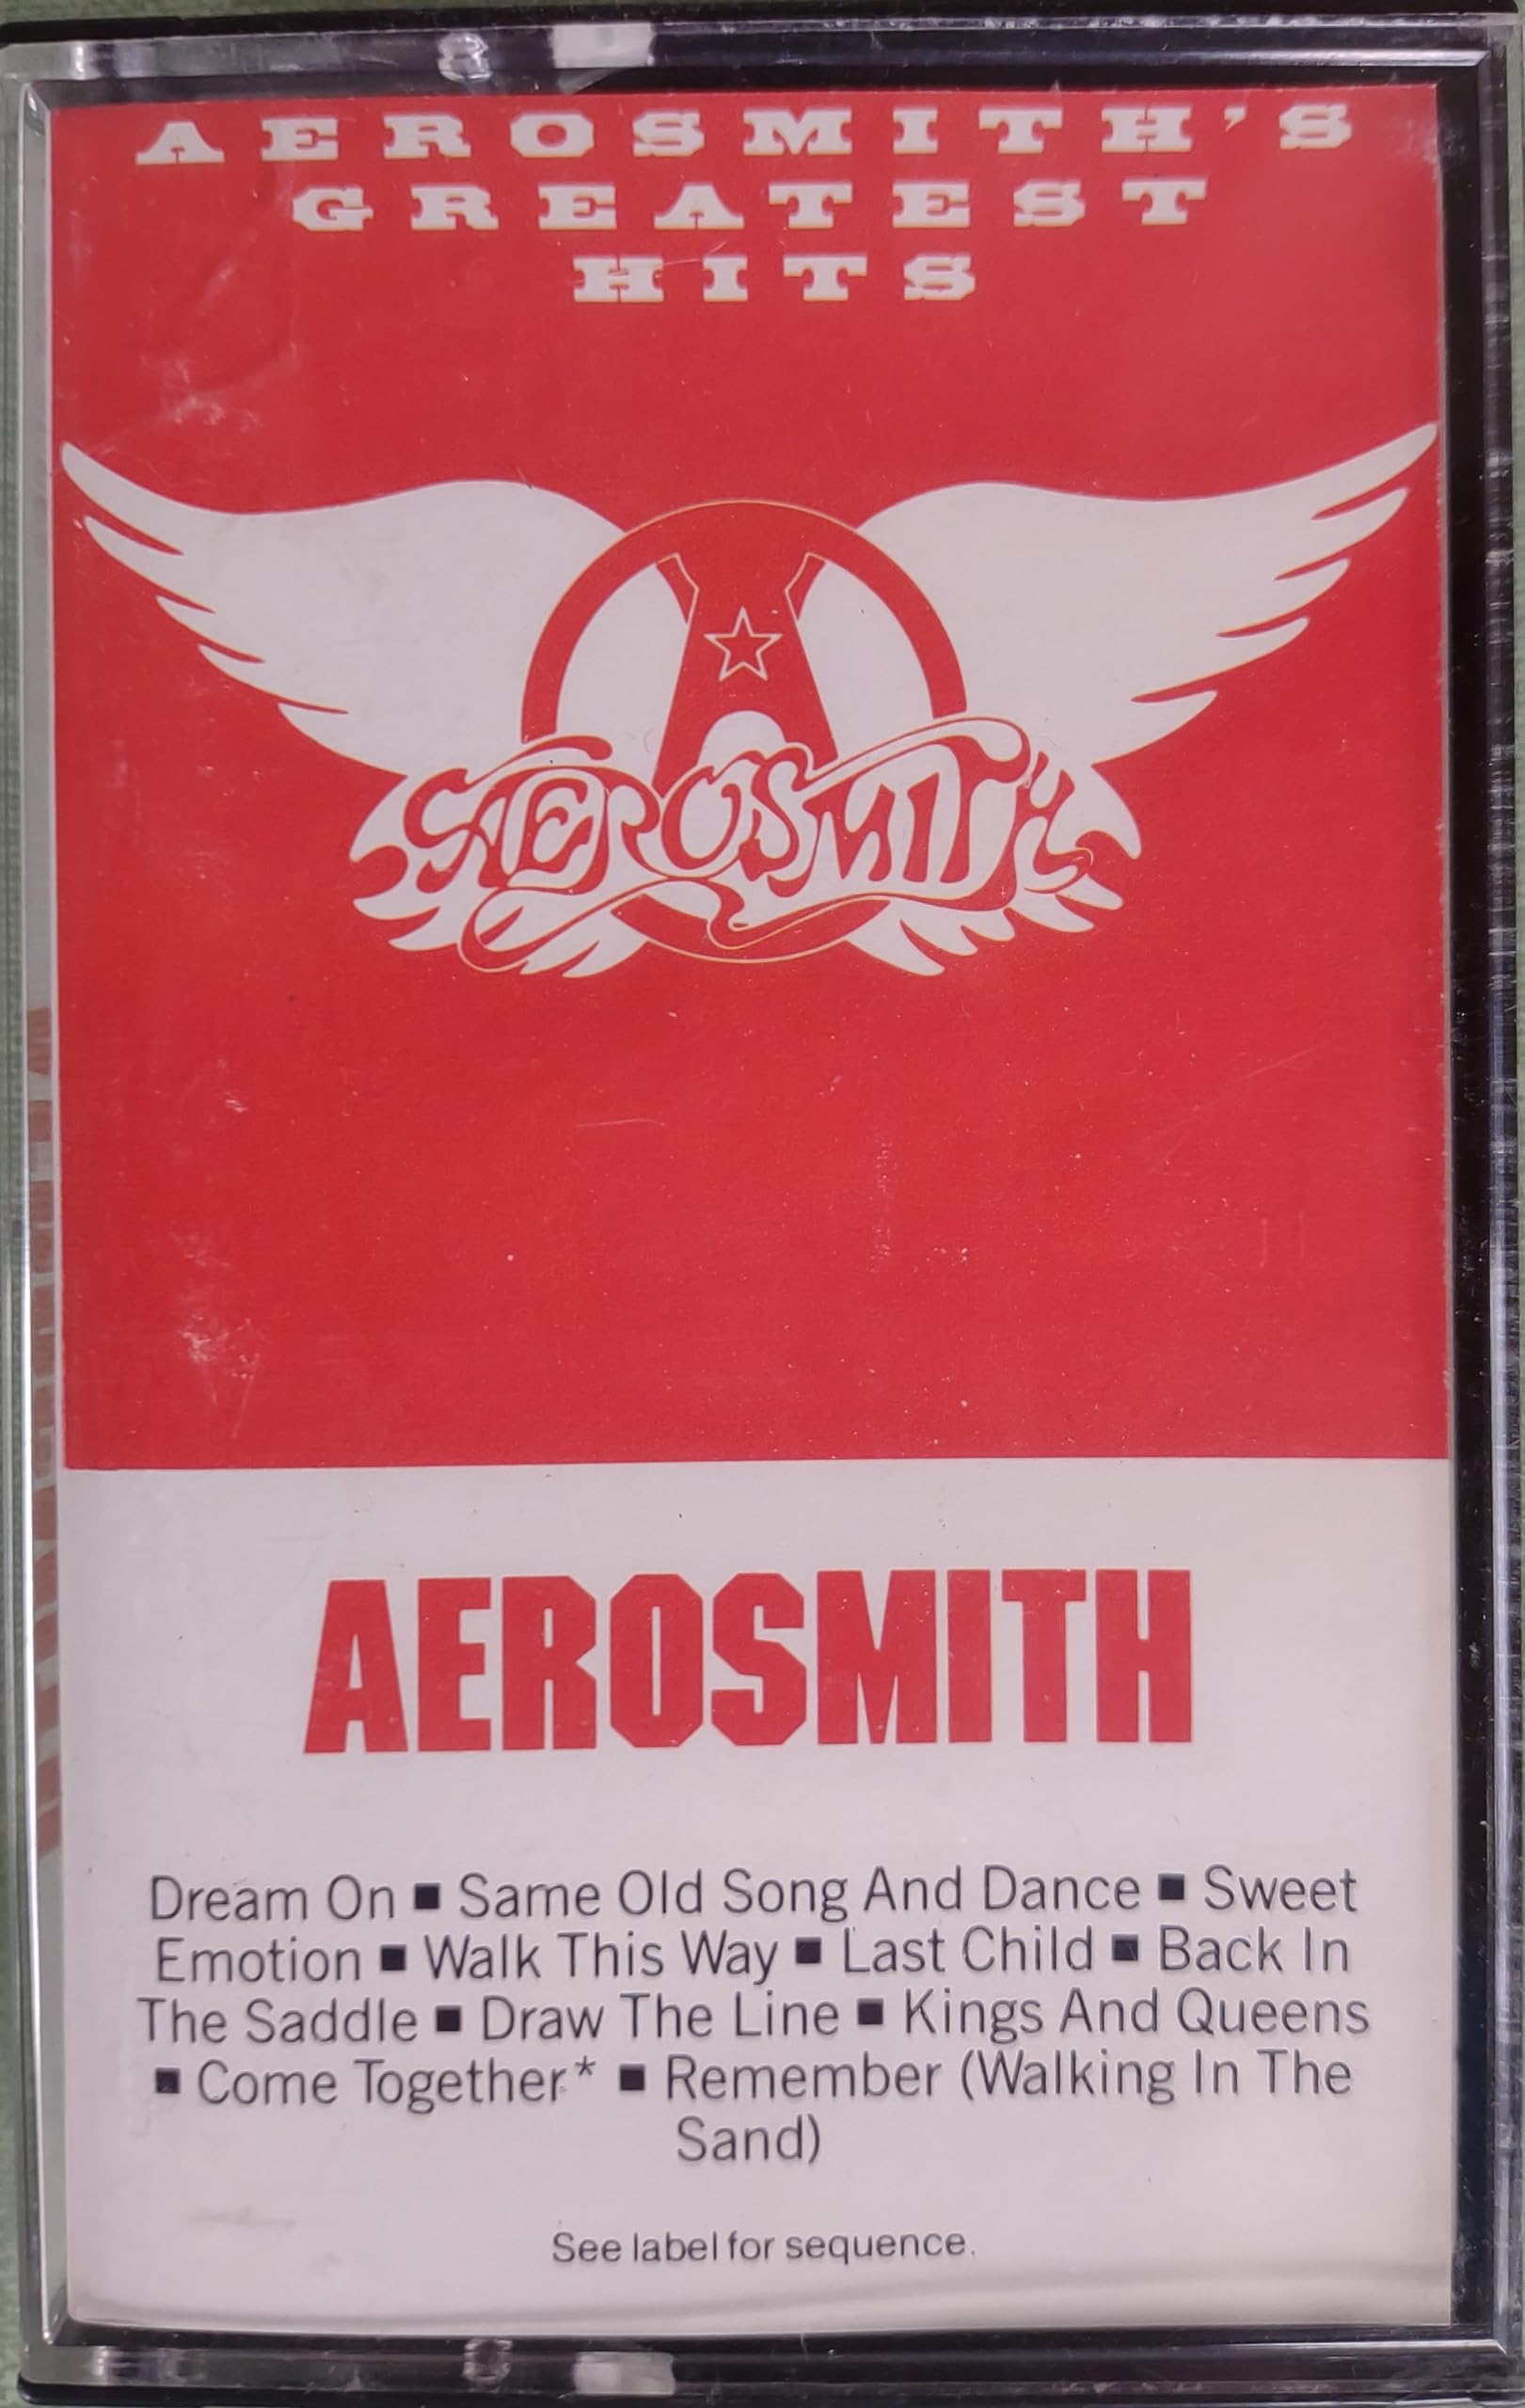 AEROSMITH'S
GREATEST
HITS
AEROSMITH
AEROSMITH
Dream On ■ Same Old Song And Dance ■ Sweet
Emotion ■ Walk This Way ■ Last Child ■ Back In
The Saddle ■ Draw The Line ■ Kings And Queens
■ Come Together* ■ Remember (Walking In The
Sand)
See label for sequence.